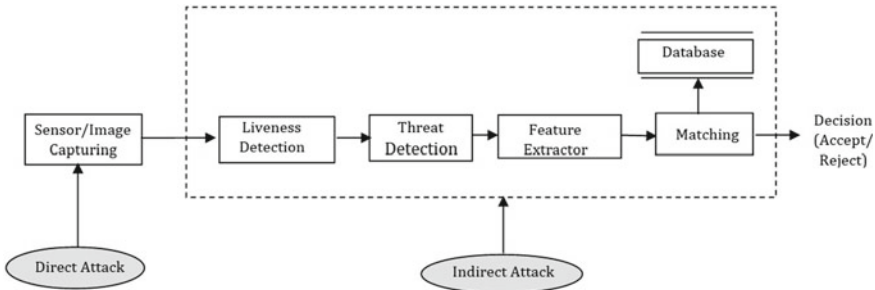 Database
Sensor/Image
Capturing
Liveness
Detection
Threat
Detection
Feature
Extractor
Matching
Decision
(Accept/
Reject)
Direct Attack
Indirect Attack